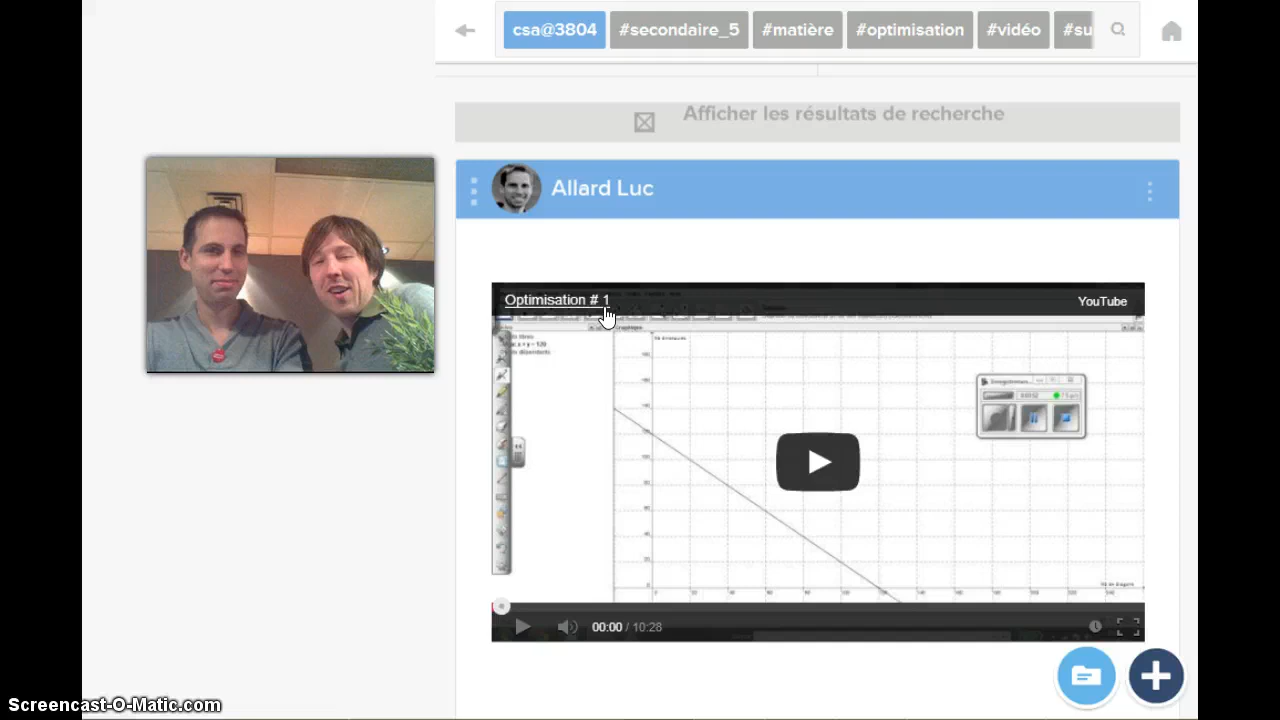 csa@3804 #secondaire_5 #matière #optimisation #vidéo #su
Afficher les résultats de recherche
Allard Luc
Optimisation # 1
YouTube
00:00 / 10:28
Screencast-O-Matic.com